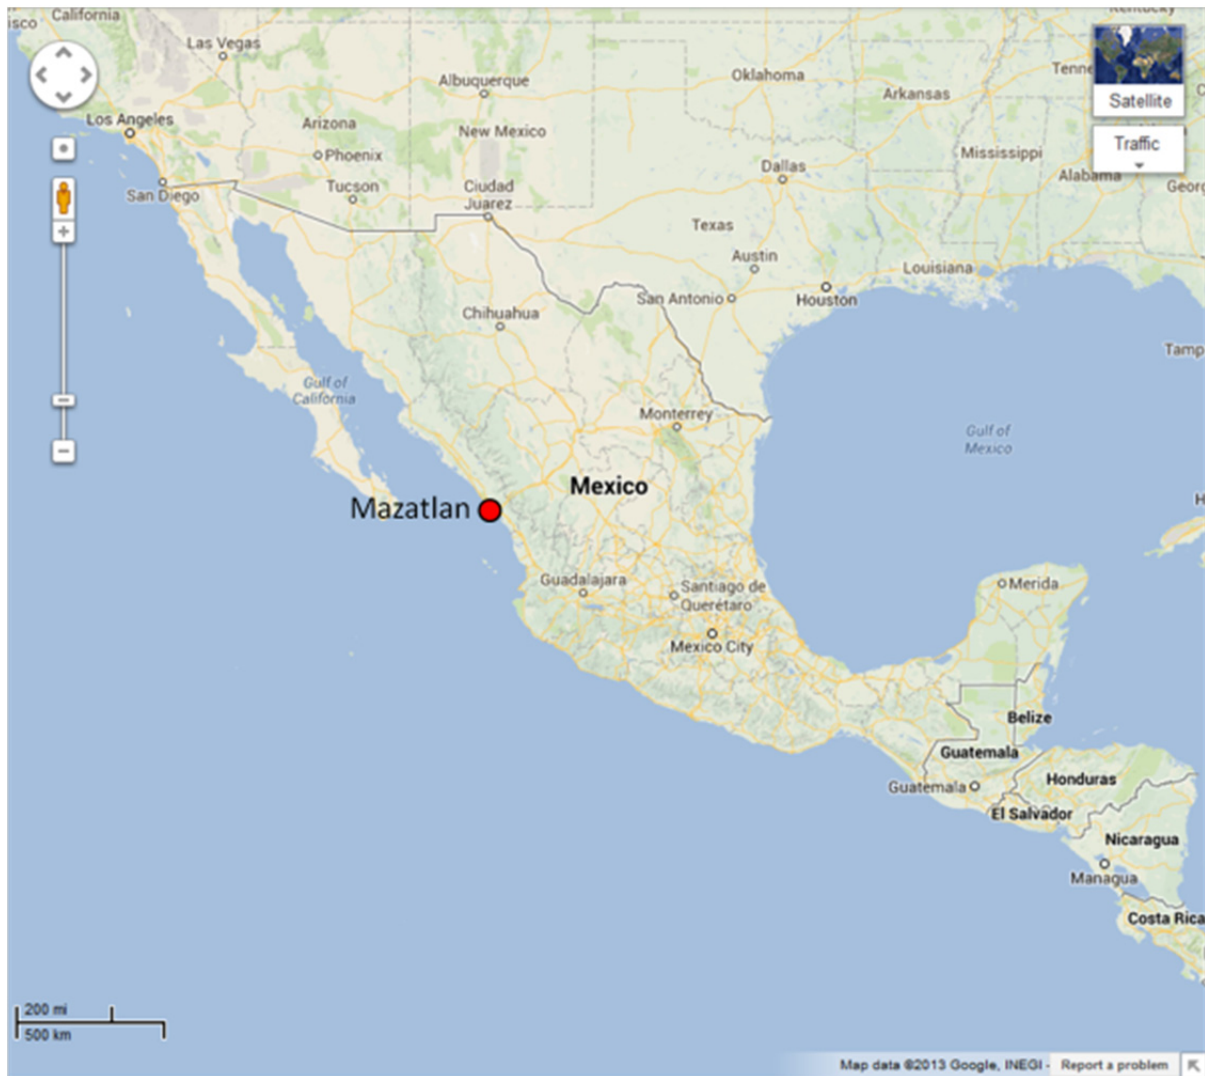 California
isco
Las Vegas
Kentucky
Albuquerque
Oklahoma
Arkansas
Tenne
Satellite
Los Angeles
Arizona
New Mexico
Phoenix
Mississippi
Traffic
Dallas
Alabama
Georg
San Diego
Tucson
Ciudad
Juarez
Texas
Austin
Louisiana
San Antonio
Houston
Chihuahua
Tamp
Gulf of
California
Monterrey
Gulf of
Mexico
Mexico
Mazatlan
H
Guadalajara
Santiago de
Querétaro
Merida
Mexico City
Belize
Guatemala
Guatemala
Honduras
El Salvador
Nicaragua
Managua
Costa Rica
200 mi
500 km
Map data ©2013 Google, INEGI - Report a problem